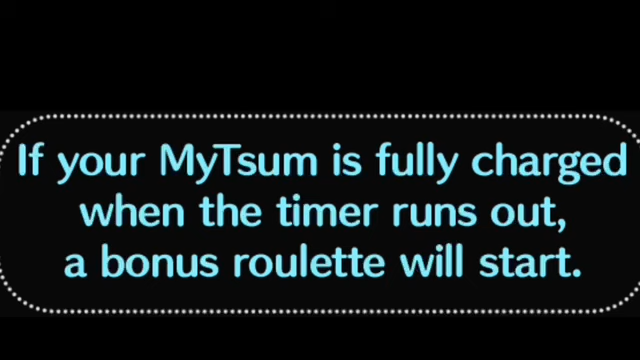 If your MyTsum is fully charged
when the timer runs out,
a bonus roulette will start.